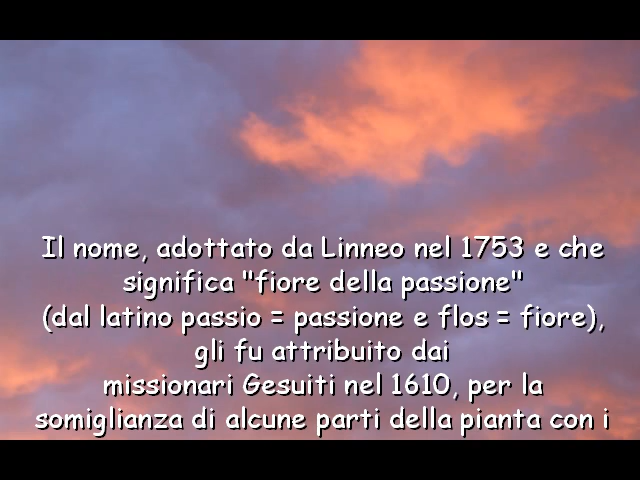 Il nome, adottato da Linneo nel 1753 e che
significa "fiore della passione"
(dal latino passio = passione e flos = fiore),
gli fu attribuito dai
missionari Gesuiti nel 1610, per la
somiglianza di alcune parti della pianta con i